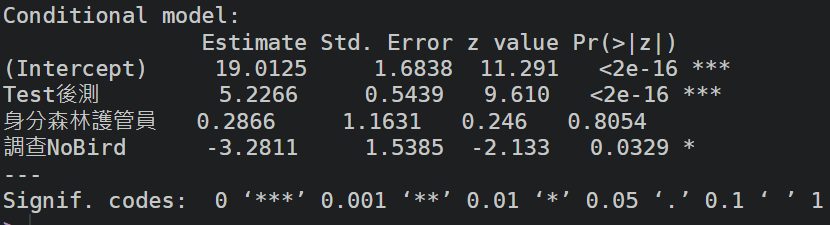 Conditional model:
Estimate Std. Error z value Pr(>|z|)
(Intercept) 19.0125 1.6838 11.291 <2e-16 ***
Test後測 5.2266 0.5439 9.610 <2e-16 ***
身分森林護管員 0.2866 1.1631 0.246 0.8054
調查NoBird -3.2811 1.5385 -2.133 0.0329 *
---
Signif. codes: 0 ‘***’ 0.001 ‘**’ 0.01 ‘*’ 0.05 ‘.’ 0.1 ‘ ’ 1